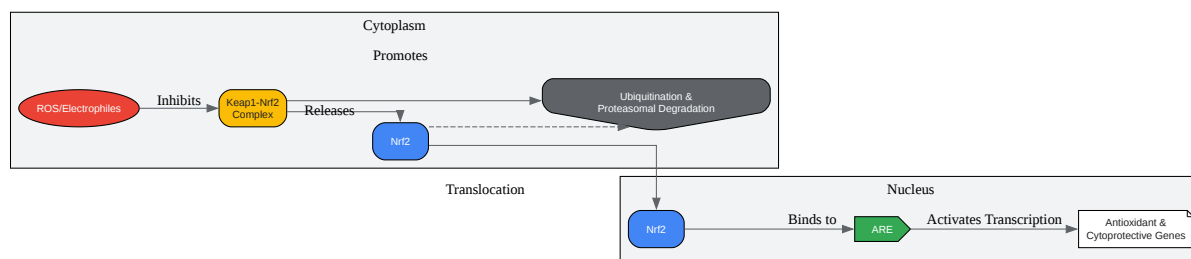 Cytoplasm
Promotes
ROS/Electrophiles
Inhibits
Keap1-Nrf2
Complex
Releases
Ubiquitination &
Proteasomal Degradation
Nrf2
Translocation
Nucleus
Nrf2
Binds to
ARE
Activates Transcription
Antioxidant &
Cytoprotective Genes